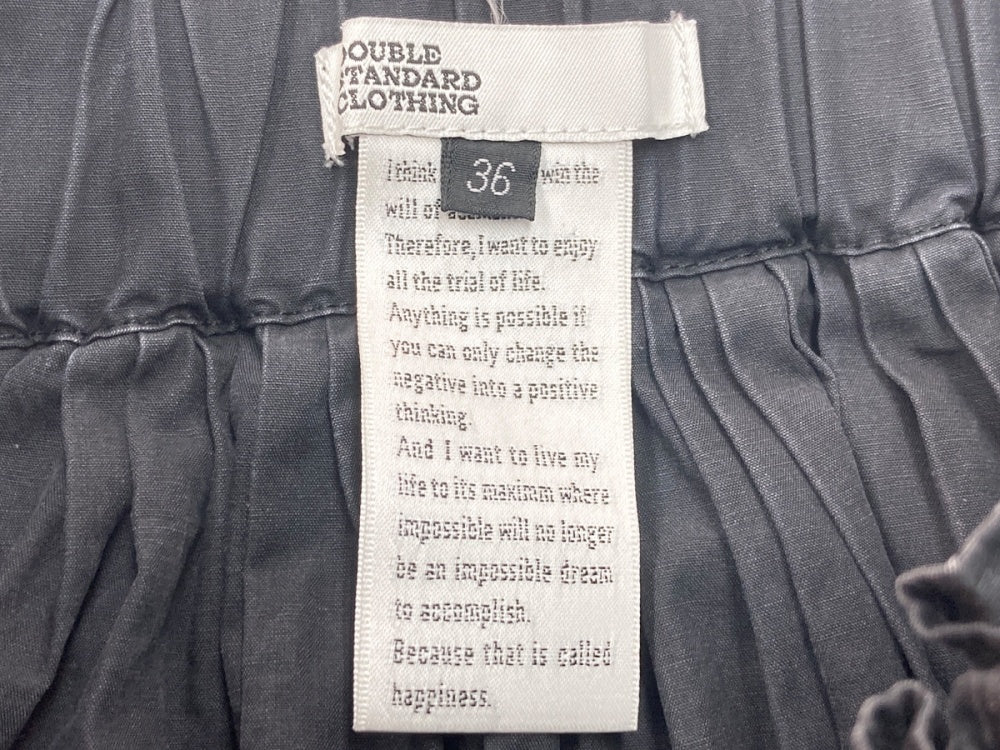 DOUBLE
STANDARD
CLOTHING
36
I think win the
will of
Therefore, I want to enjoy
all the trial of life.
Anything is possible if
you can only change the
negative into a positive
thinking.
And I want to live my
life to its maximm where
impossible will no longer
be an impossible dream
to accomplish.
Because that is called
happiness.